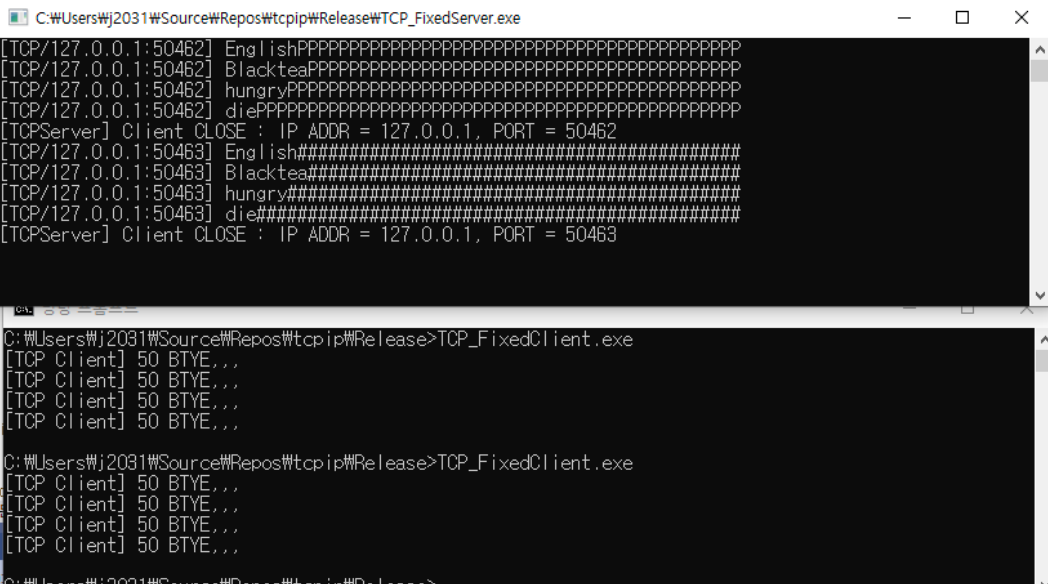 C:₩Users₩j2031₩Source₩Repos₩tcpip₩Release₩TCP_FixedServer.exe
[TCP/127.0.0.1:50462] EnglishPPPPPPPPPPPPPPPPPPPPPPPPPPPPPPPPPPPPPPPPPPP
[TCP/127.0.0.1:50462] BlackteaPPPPPPPPPPPPPPPPPPPPPPPPPPPPPPPPPPPPPPPPPP
[TCP/127.0.0.1:50462] hungryPPPPPPPPPPPPPPPPPPPPPPPPPPPPPPPPPPPPPPPPPPPP
[TCP/127.0.0.1:50462] diePPPPPPPPPPPPPPPPPPPPPPPPPPPPPPPPPPPPPPPPPPPPPPP
[TCPServer] Client CLOSE : IP ADDR = 127.0.0.1, PORT = 50462
[TCP/127.0.0.1:50463] English###########################################
[TCP/127.0.0.1:50463] Blacktea##########################################
[TCP/127.0.0.1:50463] hungry############################################
[TCP/127.0.0.1:50463] die###############################################
[TCPServer] Client CLOSE : IP ADDR = 127.0.0.1, PORT = 50463
C:₩Users₩j2031₩Source₩Repos₩tcpip₩Release>TCP_FixedClient.exe
[TCP Client] 50 BTYE,,,
[TCP Client] 50 BTYE,,,
[TCP Client] 50 BTYE,,,
[TCP Client] 50 BTYE,,,
C:₩Users₩j2031₩Source₩Repos₩tcpip₩Release>TCP_FixedClient.exe
[TCP Client] 50 BTYE,,,
[TCP Client] 50 BTYE,,,
[TCP Client] 50 BTYE,,,
[TCP Client] 50 BTYE,,,
C:₩Users₩j2031₩Source₩Repos₩tcpip₩Release>